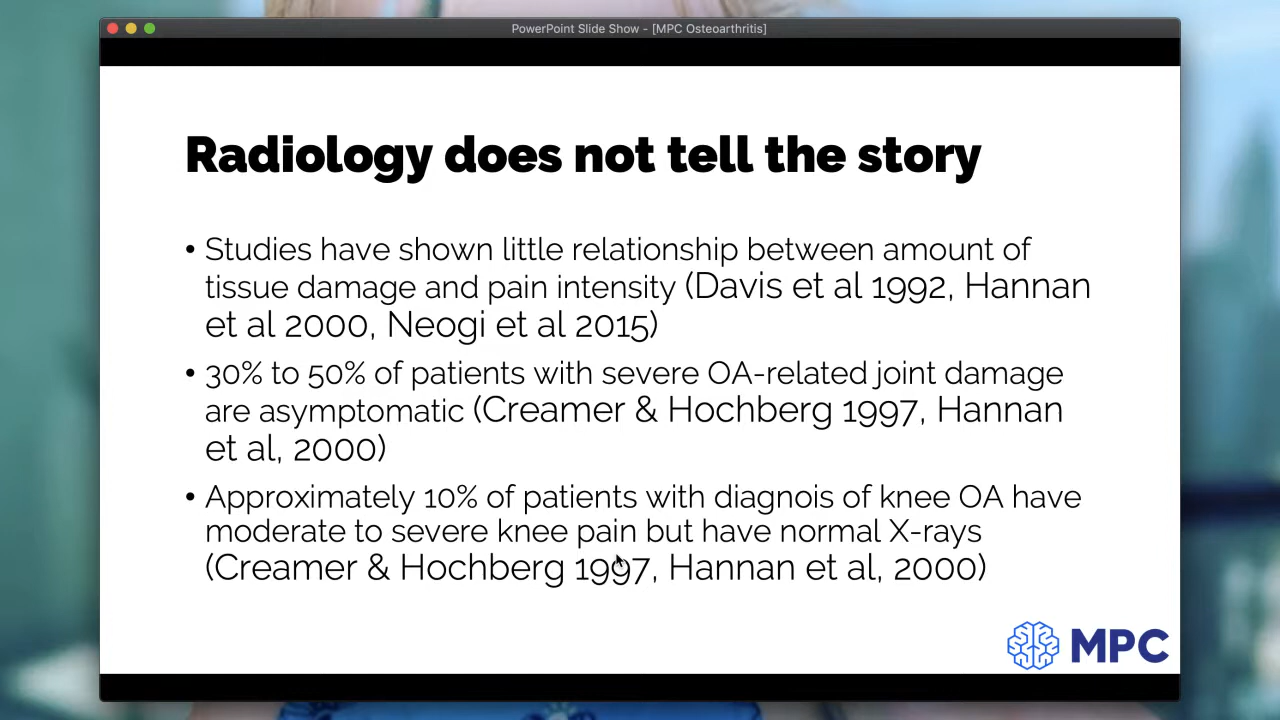 PowerPoint Slide Show - [MPC Osteoarthritis]
Radiology does not tell the story
• Studies have shown little relationship between amount of
tissue damage and pain intensity (Davis et al 1992, Hannan
et al 2000, Neogi et al 2015)
• 30% to 50% of patients with severe OA-related joint damage
are asymptomatic (Creamer & Hochberg 1997, Hannan
et al, 2000)
• Approximately 10% of patients with diagnois of knee OA have
moderate to severe knee pain but have normal X-rays
(Creamer & Hochberg 1997, Hannan et al, 2000)
MPC